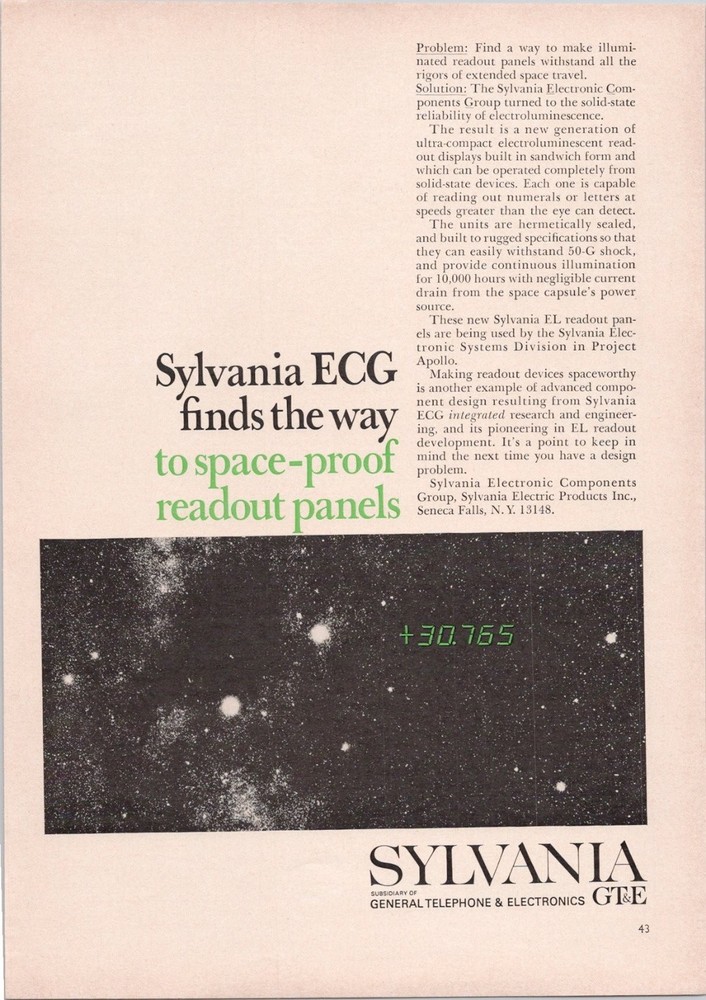 Problem: Find a way to make illumi-
nated readout panels withstand all the
rigors of extended space travel.
Solution: The Sylvania Electronic Com-
ponents Group turned to the solid-state
reliability of electroluminescence.
The result is a new generation of
ultra-compact electroluminescent read-
out displays built in sandwich form and
which can be operated completely from
solid-state devices. Each one is capable
of reading out numerals or letters at
speeds greater than the eye can detect.
The units are hermetically sealed,
and built to rugged specifications so that
they can easily withstand 50-G shock,
and provide continuous illumination
for 10,000 hours with negligible current
drain from the space capsule's power
source.
These new Sylvania EL readout pan-
els are being used by the Sylvania Elec-
tronic Systems Division in Project
Apollo.
Making readout devices spaceworthy
is another example of advanced compo-
nent design resulting from Sylvania
ECG integrated research and engineer-
ing, and its pioneering in EL readout
development. It's a point to keep in
mind the next time you have a design
problem.
Sylvania Electronic Components
Group, Sylvania Electric Products Inc.,
Seneca Falls, N. Y. 13148.
Sylvania ECG
finds the way
to space-proof
readout panels
+30.765
SYLVANIA
SUBSIDIARY OF
GENERAL TELEPHONE & ELECTRONICS GT&E
43